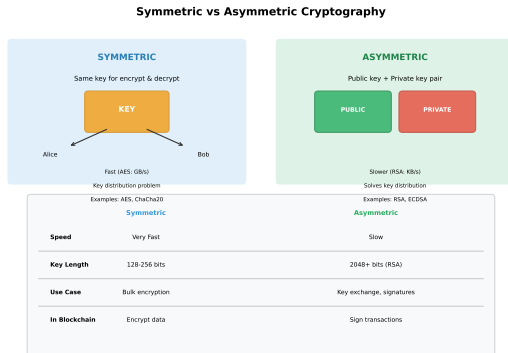 Symmetric vs Asymmetric Cryptography
SYMMETRIC
Same key for encrypt & decrypt
KEY
Alice
Bob
Fast (AES: GB/s)
Key distribution problem
Examples: AES, ChaCha20
ASYMMETRIC
Public key + Private key pair
PUBLIC
PRIVATE
Slower (RSA: KB/s)
Solves key distribution
Examples: RSA, ECDSA
Symmetric Asymmetric
Speed Very Fast Slow
Key Length 128-256 bits 2048+ bits (RSA)
Use Case Bulk encryption Key exchange, signatures
In Blockchain Encrypt data Sign transactions